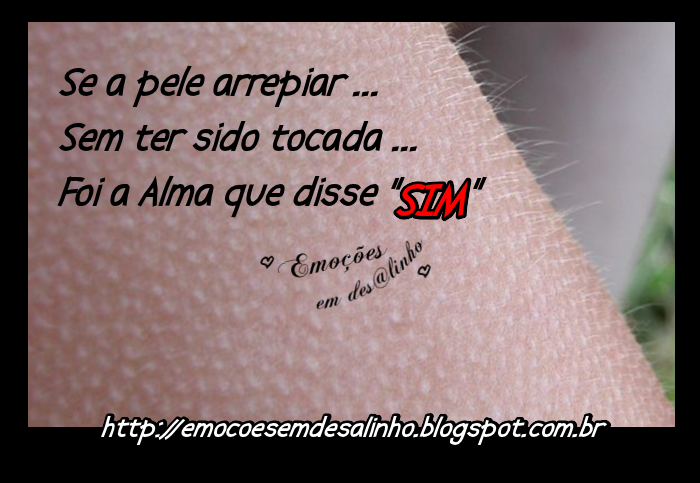 Se a pele arrepiar ...
Sem ter sido tocada ...
Foi a Alma que disse "SIM"
Emoções
em des@linho
http://emocoesemdesalinho.blogspot.com.br